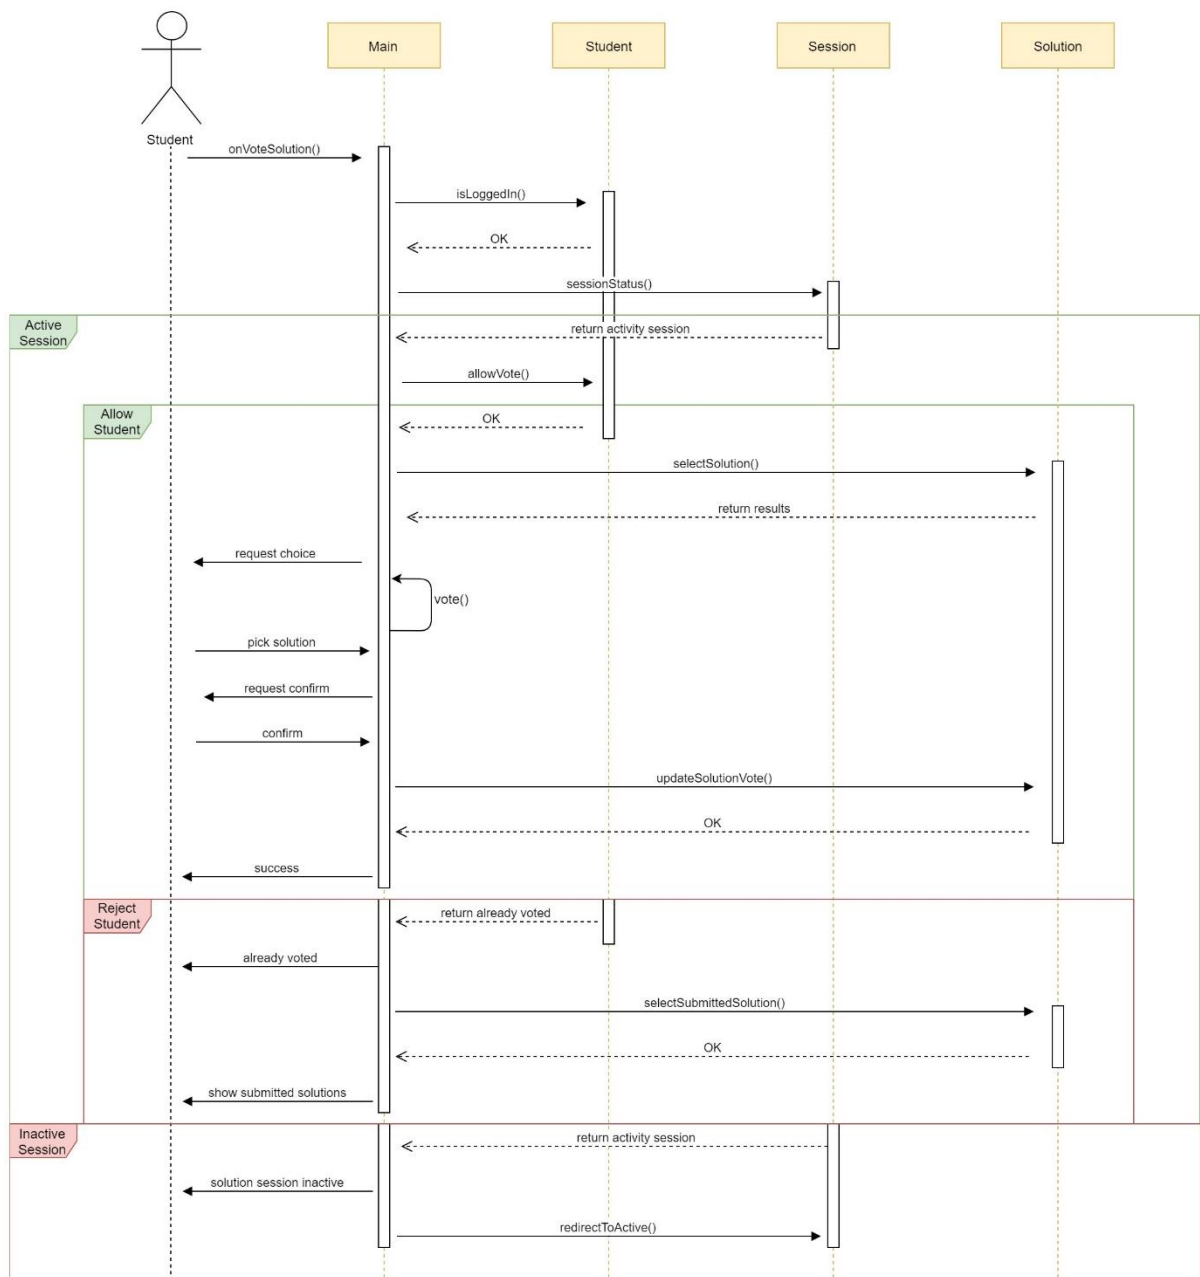 Main
Student
Session
Solution
Student
onVoteSolution()
isLoggedIn()
OK
sessionStatus()
Active
Session
return activity session
allowVote()
Allow
Student
OK
selectSolution()
return results
request choice
vote()
pick solution
request confirm
confirm
updateSolutionVote()
OK
success
Reject
Student
return already voted
already voted
selectSubmittedSolution()
OK
show submitted solutions
Inactive
Session
return activity session
solution session inactive
redirectToActive()